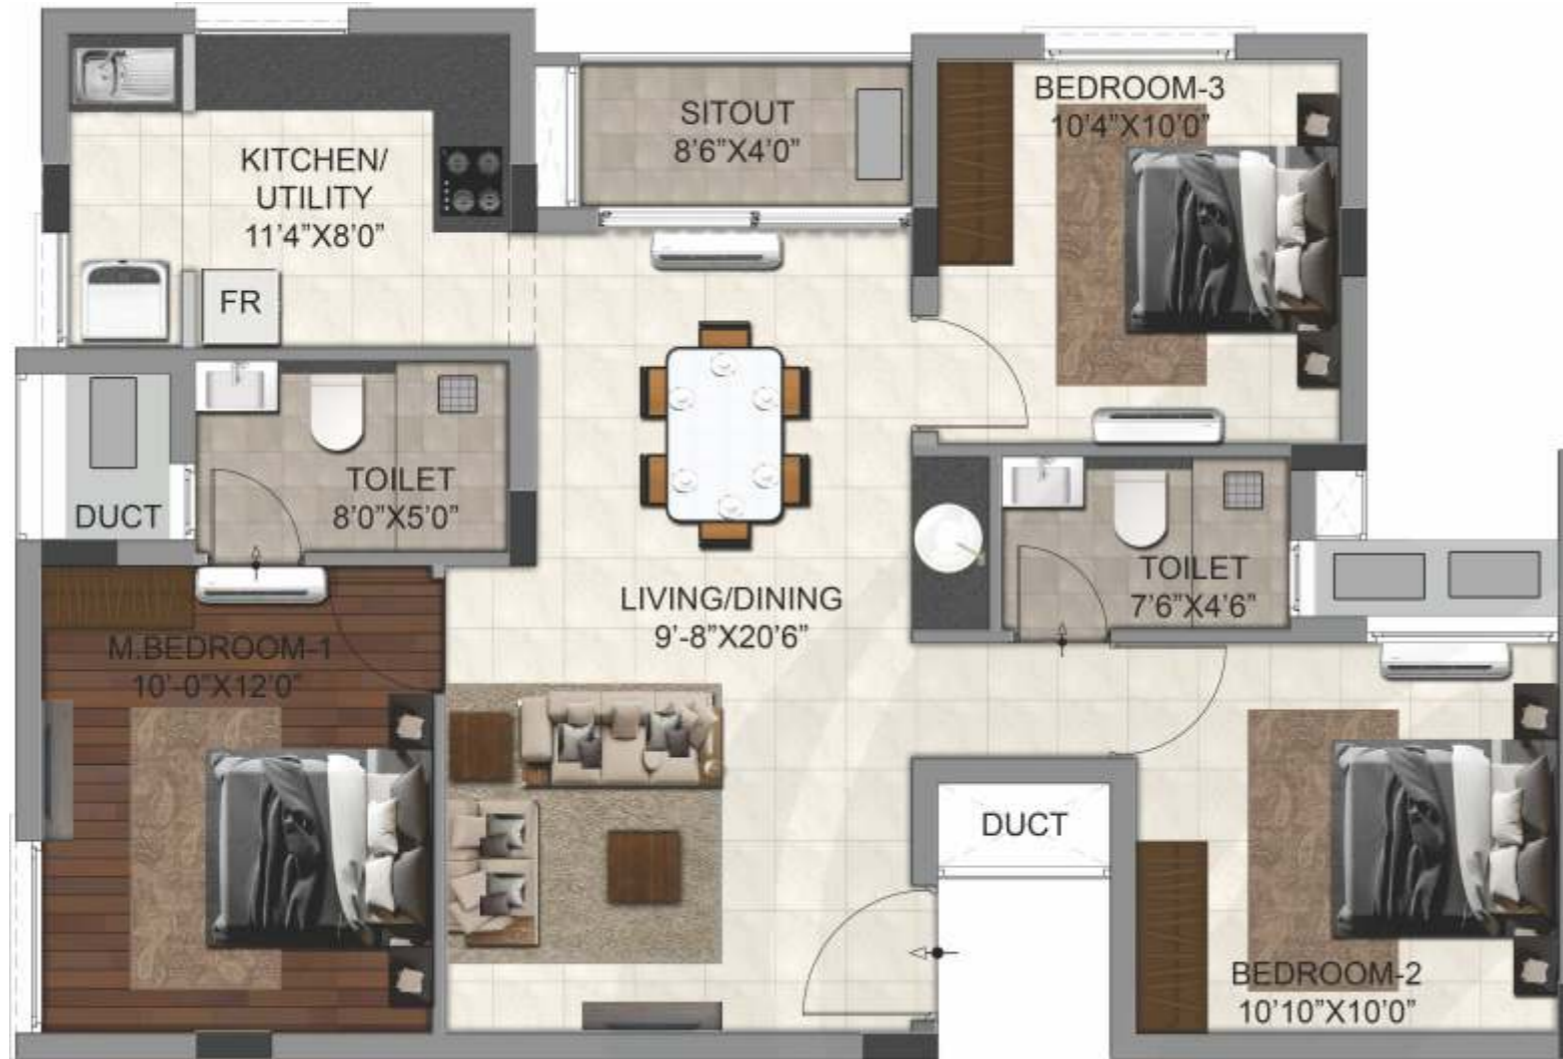 BEDROOM-3
10'4"X10'0"
SITOUT
8'6"X4'0"
KITCHEN/
UTILITY
11'4"X8'0"
FR
TOILET
8'0"X5'0"
DUCT
TOILET
7'6"X4'6"
LIVING/DINING
9'-8"X20'6"
M.BEDROOM-1
10'-0"X12'0"
DUCT
BEDROOM-2
10'10"X10'0"